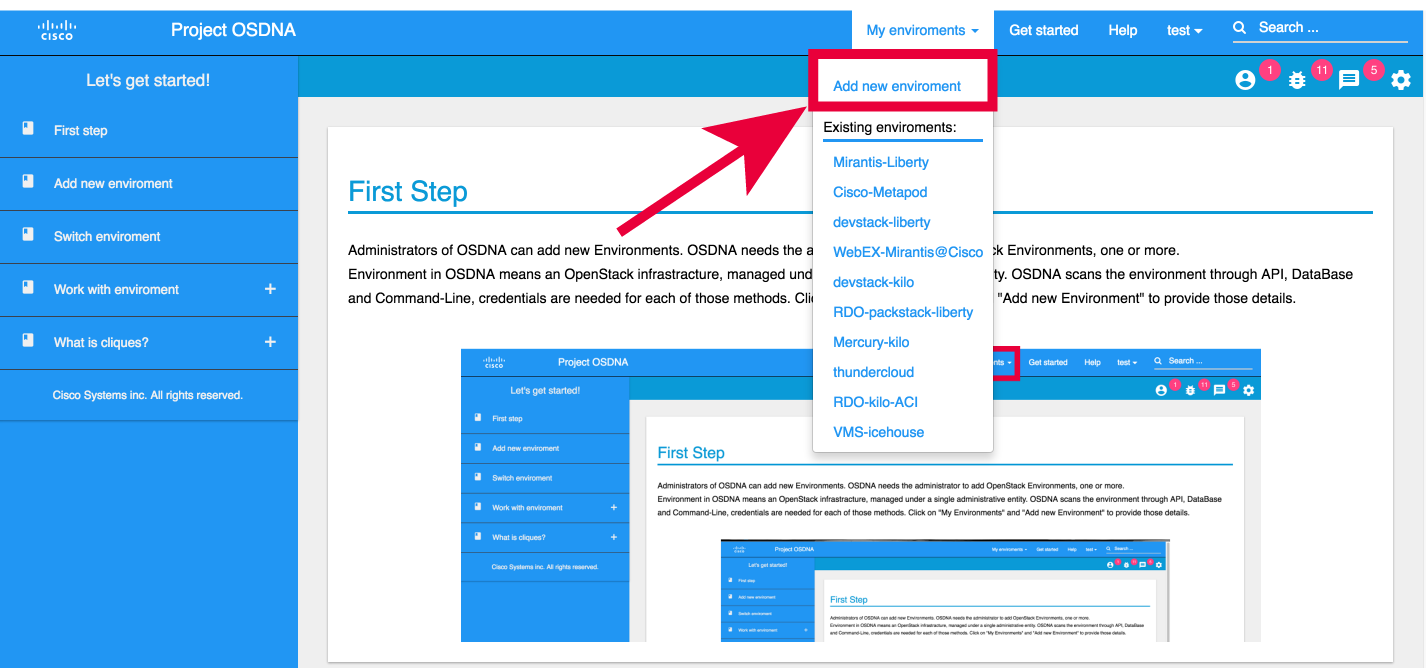 CISCO
Project OSDNA
My enviroments
Get started
Help
test
Search ...
Let's get started!
1
11
5
First step
Add new enviroment
Switch enviroment
Work with enviroment +
What is cliques? +
Cisco Systems inc. All rights reserved.
Add new enviroment
Existing enviroments:
Mirantis-Liberty
Cisco-Metapod
devstack-liberty
WebEX-Mirantis@Cisco
devstack-kilo
RDO-packstack-liberty
Mercury-kilo
thundercloud
RDO-kilo-ACI
VMS-icehouse
First Step
Administrators of OSDNA can add new Environments. OSDNA needs the a
ck Environments, one or more.
Environment in OSDNA means an OpenStack infrastracture, managed und
ty. OSDNA scans the environment through API, DataBase
and Command-Line, credentials are needed for each of those methods. Cli
"Add new Environment" to provide those details.
CISCO
Project OSDNA
nts
Get started
Help
test
Search ...
Let's get started!
1
11
5
First step
Add new enviroment
Switch enviroment
Work with enviroment +
What is cliques? +
Cisco Systems inc. All rights reserved.
First Step
Administrators of OSDNA can add new Environments. OSDNA needs the administrator to add OpenStack Environments, one or more.
Environment in OSDNA means an OpenStack infrastracture, managed under a single administrative entity. OSDNA scans the environment through API, DataBase
and Command-Line, credentials are needed for each of those methods. Click on "My Environments" and "Add new Environment" to provide those details.
CISCO
Project OSDNA
My enviroments
Get started
Help
test
Search ...
Let's get started!
First step
Add new enviroment
Switch enviroment
Work with enviroment +
First Step
Administrators of OSDNA can add new Environments. OSDNA needs the administrator to add OpenStack Environments, one or more.
Environment in OSDNA means an OpenStack infrastracture, managed under a single administrative entity. OSDNA scans the environment through API, DataBase
and Command-Line, credentials are needed for each of those methods. Click on "My Environments" and "Add new Environment" to provide those details.